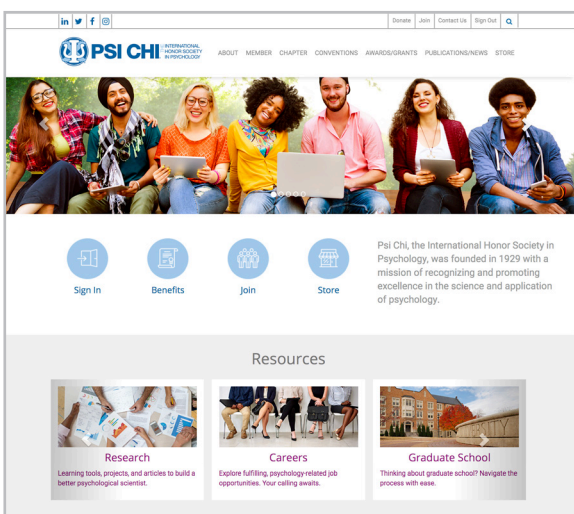 Donate Join Contact Us Sign Out
PSI CHI
INTERNATIONAL
HONOR SOCIETY
IN PSYCHOLOGY
ABOUT MEMBER CHAPTER CONVENTIONS AWARDS/GRANTS PUBLICATIONS/NEWS STORE
Sign In Benefits Join Store
Psi Chi, the International Honor Society in
Psychology, was founded in 1929 with a
mission of recognizing and promoting
excellence in the science and application
of psychology.
Resources
Research
Learning tools, projects, and articles to build a
better psychological scientist.
Careers
Explore fulfilling, psychology-related job
opportunities. Your calling awaits.
Graduate School
Thinking about graduate school? Navigate the
process with ease.